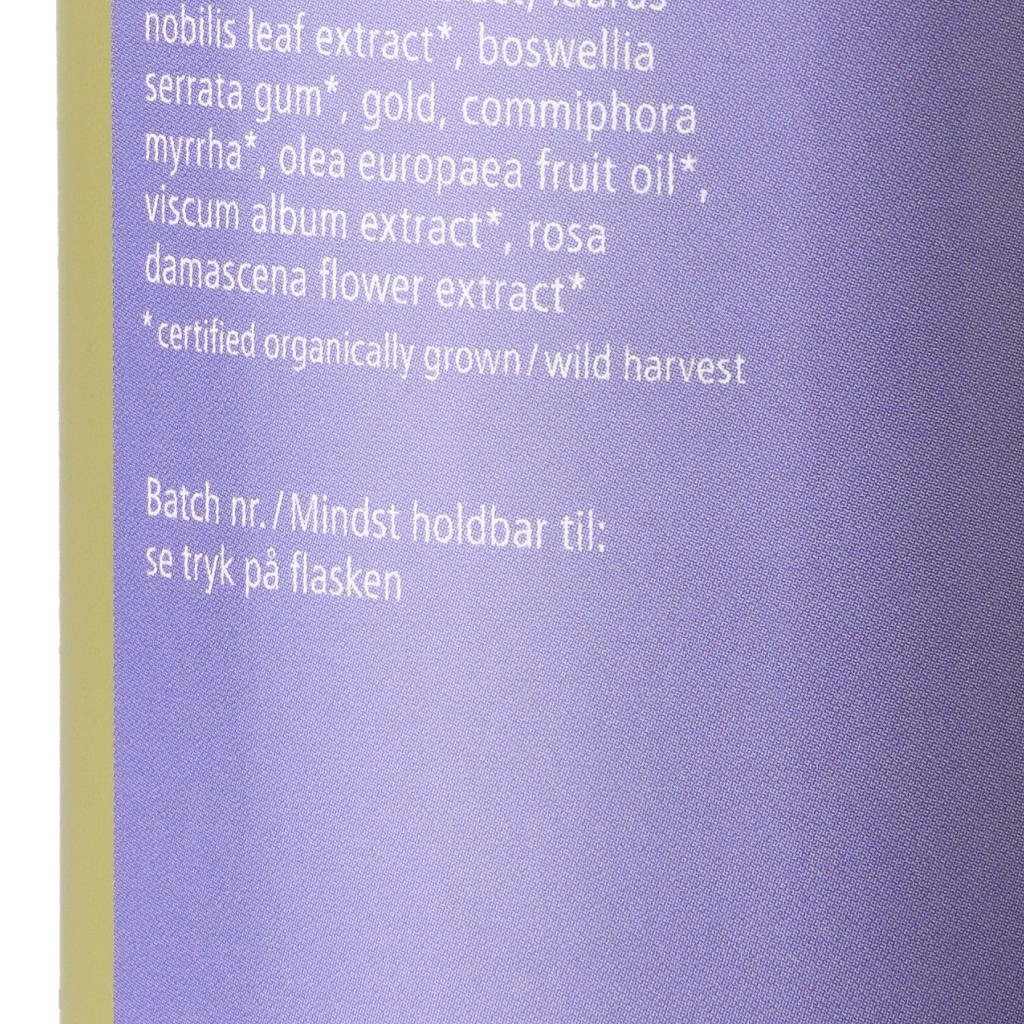 laurus
nobilis leaf extract*, boswellia
serrata gum*, gold, commiphora
myrrha*, olea europaea fruit oil*,
viscum album extract*, rosa
damascena flower extract*
*certified organically grown / wild harvest
Batch nr. / Mindst holdbar til:
se tryk på flasken